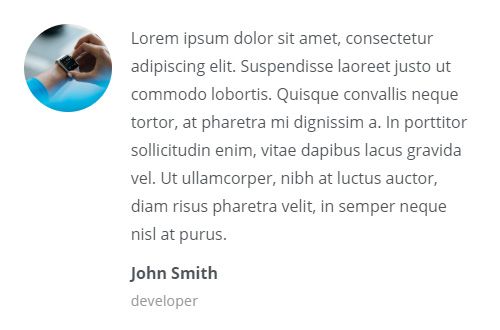 Lorem ipsum dolor sit amet, consectetur
adipiscing elit. Suspendisse laoreet justo ut
commodo lobortis. Quisque convallis neque
tortor, at pharetra mi dignissim a. In porttitor
sollicitudin enim, vitae dapibus lacus gravida
vel. Ut ullamcorper, nibh at luctus auctor,
diam risus pharetra velit, in semper neque
nisl at purus.
John Smith
developer